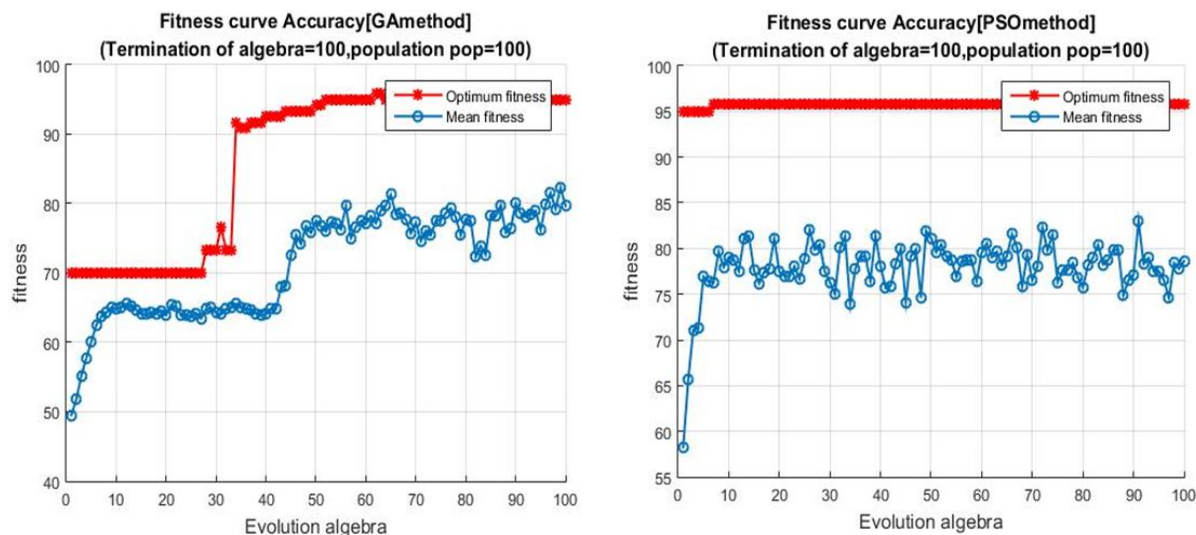 Fitness curve Accuracy[GAmethod]
(Termination of algebra=100,population pop=100)
100
90
80
70
60
50
40
fitness
Optimum fitness
Mean fitness
0 10 20 30 40 50 60 70 80 90 100
Evolution algebra
Fitness curve Accuracy[PSOmethod]
(Termination of algebra=100,population pop=100)
100
95
90
85
80
75
70
65
60
55
fitness
Optimum fitness
Mean fitness
0 10 20 30 40 50 60 70 80 90 100
Evolution algebra